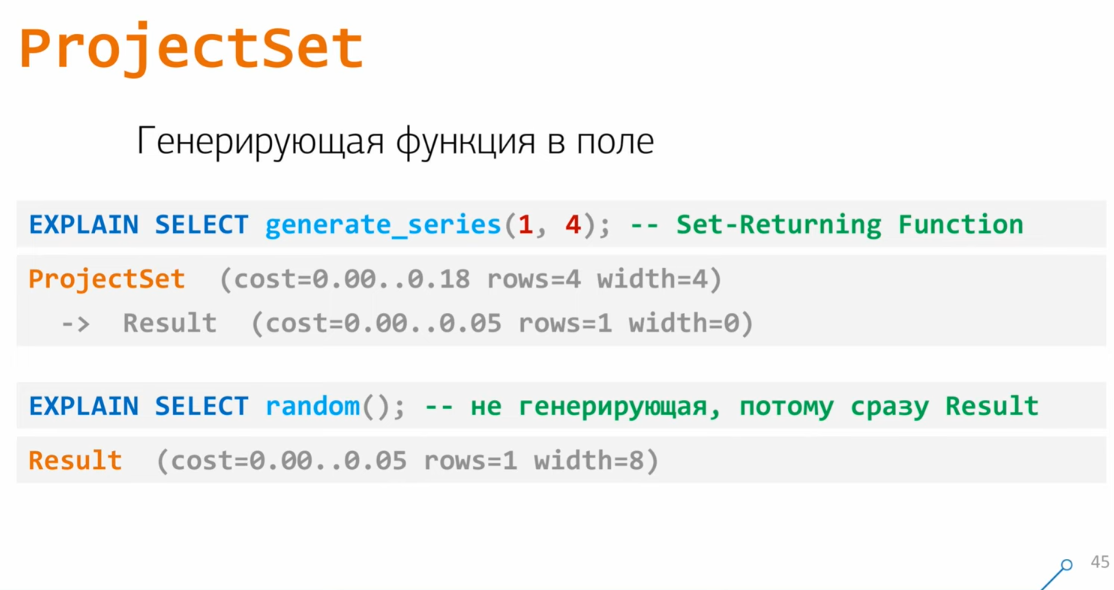 ProjectSet
Генерирующая функция в поле
EXPLAIN SELECT generate_series(1, 4); -- Set-Returning Function
ProjectSet  (cost=0.00..0.18 rows=4 width=4)
  ->  Result  (cost=0.00..0.05 rows=1 width=0)
EXPLAIN SELECT random(); -- не генерирующая, потому сразу Result
Result  (cost=0.00..0.05 rows=1 width=8)
45